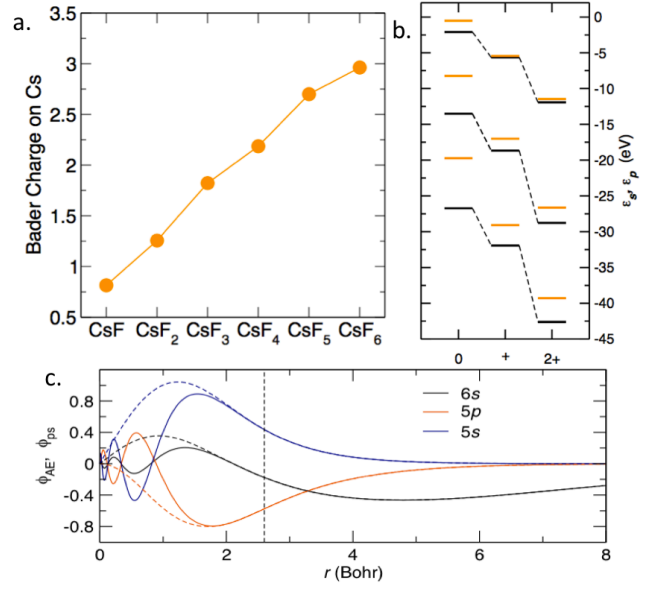 a.
Bader Charge on Cs
3.5
3
2.5
2
1.5
1
0.5
CsF CsF₂ CsF₃ CsF₄ CsF₅ CsF₆
b.
0
-5
-10
-15
-20
-25
-30
-35
-40
-45
εs, εp (eV)
0 + 2+
c.
ϕAE, ϕps
0.8
0.4
0
-0.4
-0.8
6s
5p
5s
0 2 4 6 8
r (Bohr)